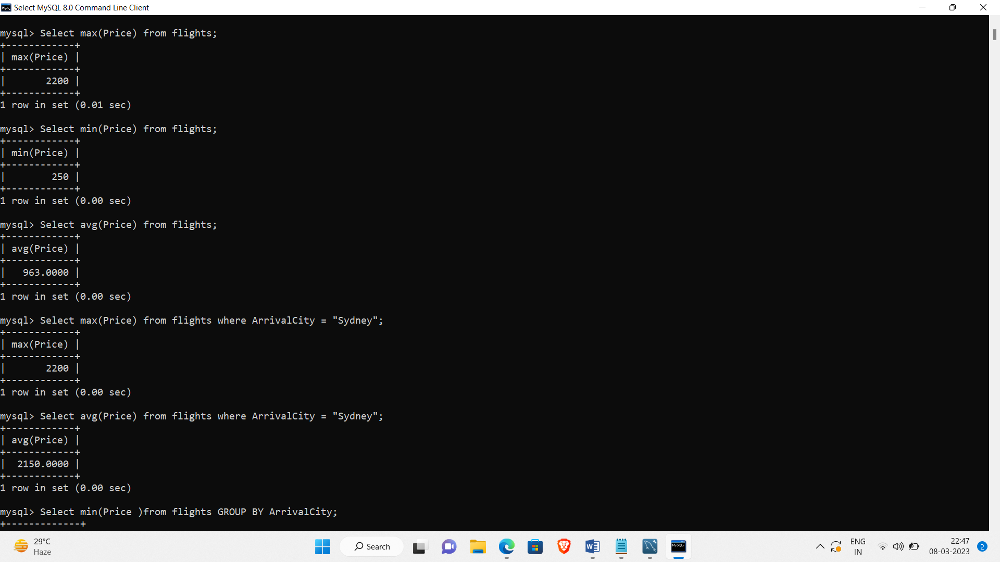 Select MySQL 8.0 Command Line Client
mysql> Select max(Price) from flights;
+------------+
| max(Price) |
+------------+
|       2200 |
+------------+
1 row in set (0.01 sec)
mysql> Select min(Price) from flights;
+------------+
| min(Price) |
+------------+
|        250 |
+------------+
1 row in set (0.00 sec)
mysql> Select avg(Price) from flights;
+------------+
| avg(Price) |
+------------+
|   963.0000 |
+------------+
1 row in set (0.00 sec)
mysql> Select max(Price) from flights where ArrivalCity = "Sydney";
+------------+
| max(Price) |
+------------+
|       2200 |
+------------+
1 row in set (0.00 sec)
mysql> Select avg(Price) from flights where ArrivalCity = "Sydney";
+------------+
| avg(Price) |
+------------+
|  2150.0000 |
+------------+
1 row in set (0.00 sec)
mysql> Select min(Price )from flights GROUP BY ArrivalCity;
+-------------+
29°C
Haze
Search
ENG
IN
22:47
08-03-2023
2